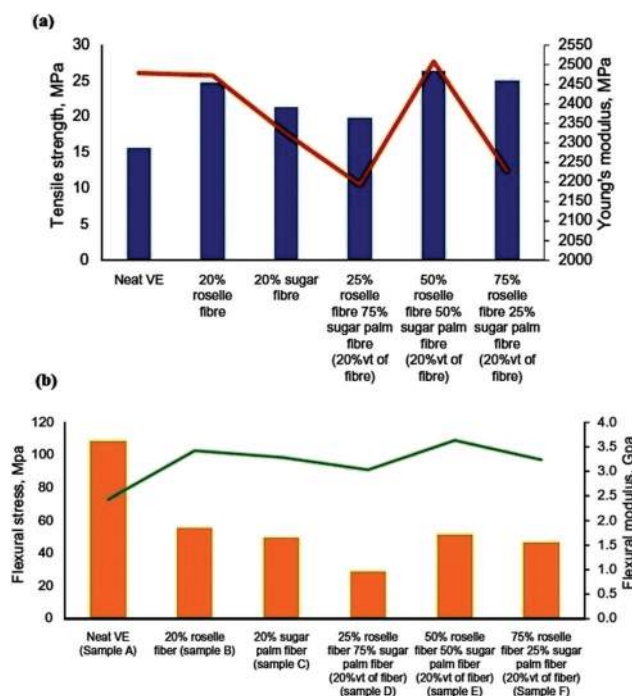 (a)
Tensile strength, MPa
30
25
20
15
10
5
0
Young's modulus, MPa
2550
2500
2450
2400
2350
2300
2250
2200
2150
2100
2050
2000
Neat VE
20%
roselle
fibre
20% sugar
fibre
25%
roselle
fibre 75%
sugar palm
fibre
(20%vt of
fibre)
50%
roselle
fibre 50%
sugar palm
fibre
(20%vt of
fibre)
75%
roselle
fibre 25%
sugar palm
fibre
(20%vt of
fibre)
(b)
Flexural stress, Mpa
120
100
80
60
40
20
0
Flexural modulus, Gpa
4.0
3.5
3.0
2.5
2.0
1.5
1.0
0.5
0.0
Neat VE
(Sample A)
20% roselle
fiber (sample B)
20% sugar
palm fiber
(sample C)
25% roselle
fiber 75% sugar
palm fiber
(20%vt of fiber)
(sample D)
50% roselle
fiber 50% sugar
palm fiber
(20%vt of fiber)
(sample E)
75% roselle
fiber 25% sugar
palm fiber
(20%vt of fiber)
(Sample F)